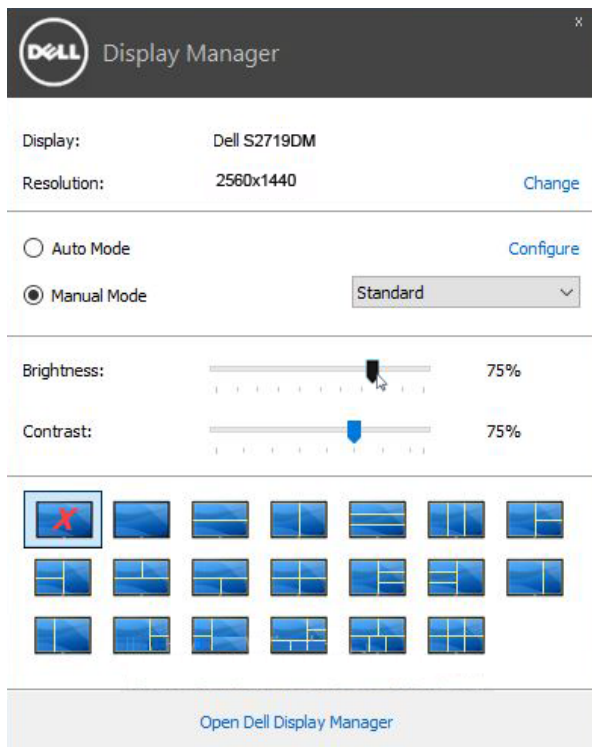 DELL Display Manager x
Display: Dell S2719DM
Resolution: 2560x1440 Change
Auto Mode Configure
Manual Mode Standard
Brightness: 75%
Contrast: 75%
X
Open Dell Display Manager